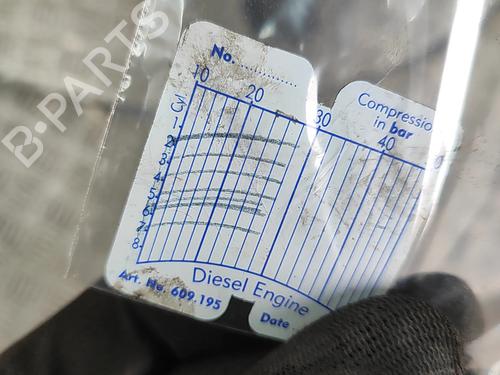 B-PARTS
No. ............
Compressio
in bar
Cyl
10
20
30
40
1
2
3
4
5
6
7
8
Diesel Engine
Art. No. 609.195
Date